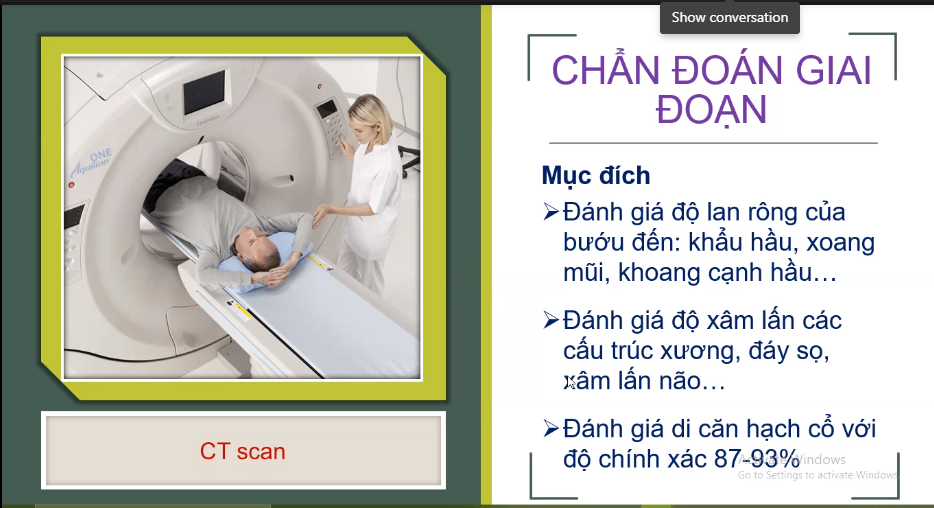 Show conversation
CHẨN ĐOÁN GIAI
ĐOẠN
Mục đích
Đánh giá độ lan rông của
bướu đến: khẩu hầu, xoang
mũi, khoang cạnh hầu…
Đánh giá độ xâm lấn các
cấu trúc xương, đáy sọ,
xâm lấn não…
Đánh giá di căn hạch cổ với
độ chính xác 87-93%
Activate Windows
Go to Settings to activate Windows.
Aquilion ONE
CT scan